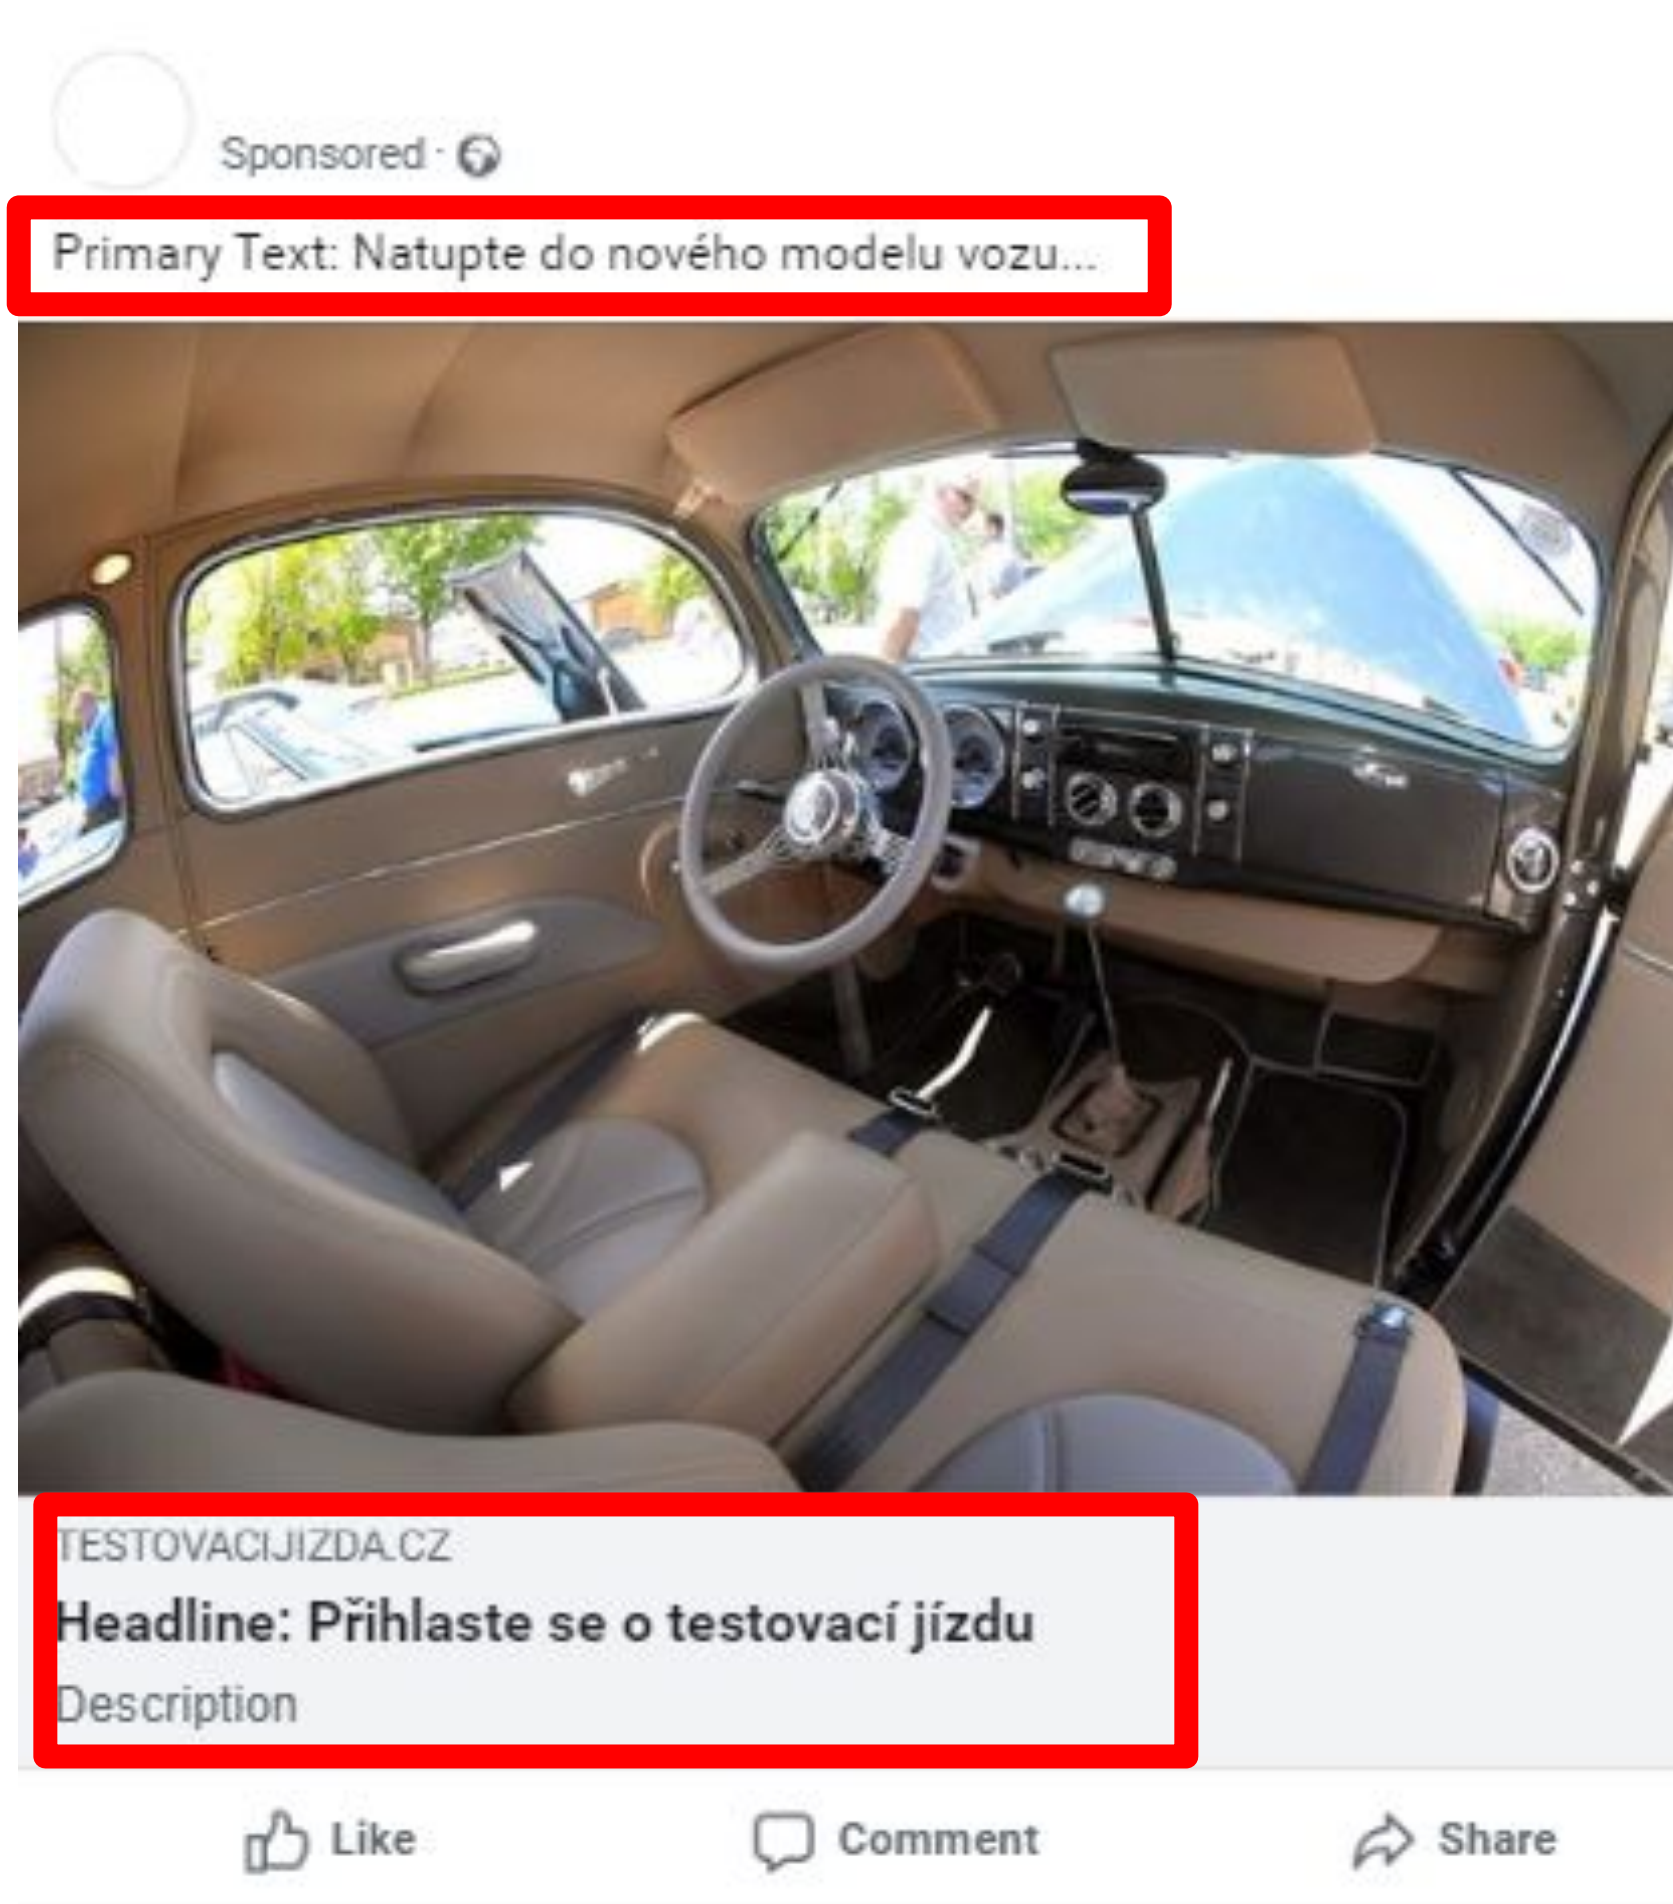 Sponsored ·
Primary Text: Natupte do nového modelu vozu...
TESTOVACIJIZDA.CZ
Headline: Přihlaste se o testovací jízdu
Description
Like
Comment
Share